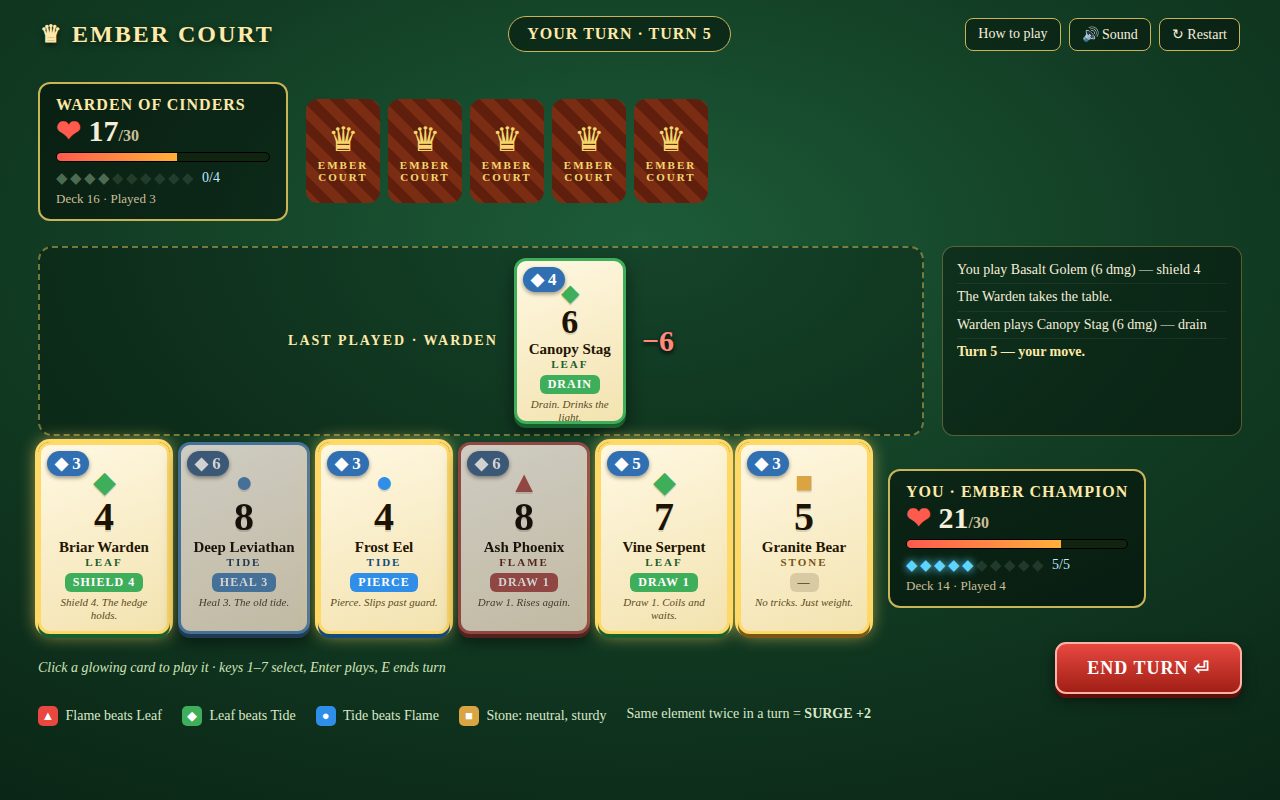 ♛ EMBER COURT
YOUR TURN · TURN 5
How to play
🔊 Sound
↻ Restart
WARDEN OF CINDERS
❤ 17/30
◆◆◆◆◆◆◆◆◆◆ 0/4
Deck 16 · Played 3
♛ EMBER COURT
♛ EMBER COURT
♛ EMBER COURT
♛ EMBER COURT
♛ EMBER COURT
LAST PLAYED · WARDEN
◆ 4
◆
6
Canopy Stag
LEAF
DRAIN
Drain. Drinks the
light.
−6
You play Basalt Golem (6 dmg) — shield 4
The Warden takes the table.
Warden plays Canopy Stag (6 dmg) — drain
Turn 5 — your move.
◆ 3
◆
4
Briar Warden
LEAF
SHIELD 4
Shield 4. The hedge
holds.
◆ 6
●
8
Deep Leviathan
TIDE
HEAL 3
Heal 3. The old tide.
◆ 3
●
4
Frost Eel
TIDE
PIERCE
Pierce. Slips past guard.
◆ 6
▲
8
Ash Phoenix
FLAME
DRAW 1
Draw 1. Rises again.
◆ 5
◆
7
Vine Serpent
LEAF
DRAW 1
Draw 1. Coils and
waits.
◆ 3
■
5
Granite Bear
STONE
—
No tricks. Just weight.
YOU · EMBER CHAMPION
❤ 21/30
◆◆◆◆◆◆◆◆◆◆ 5/5
Deck 14 · Played 4
Click a glowing card to play it · keys 1–7 select, Enter plays, E ends turn
END TURN ⏎
▲ Flame beats Leaf
◆ Leaf beats Tide
● Tide beats Flame
■ Stone: neutral, sturdy
Same element twice in a turn = SURGE +2